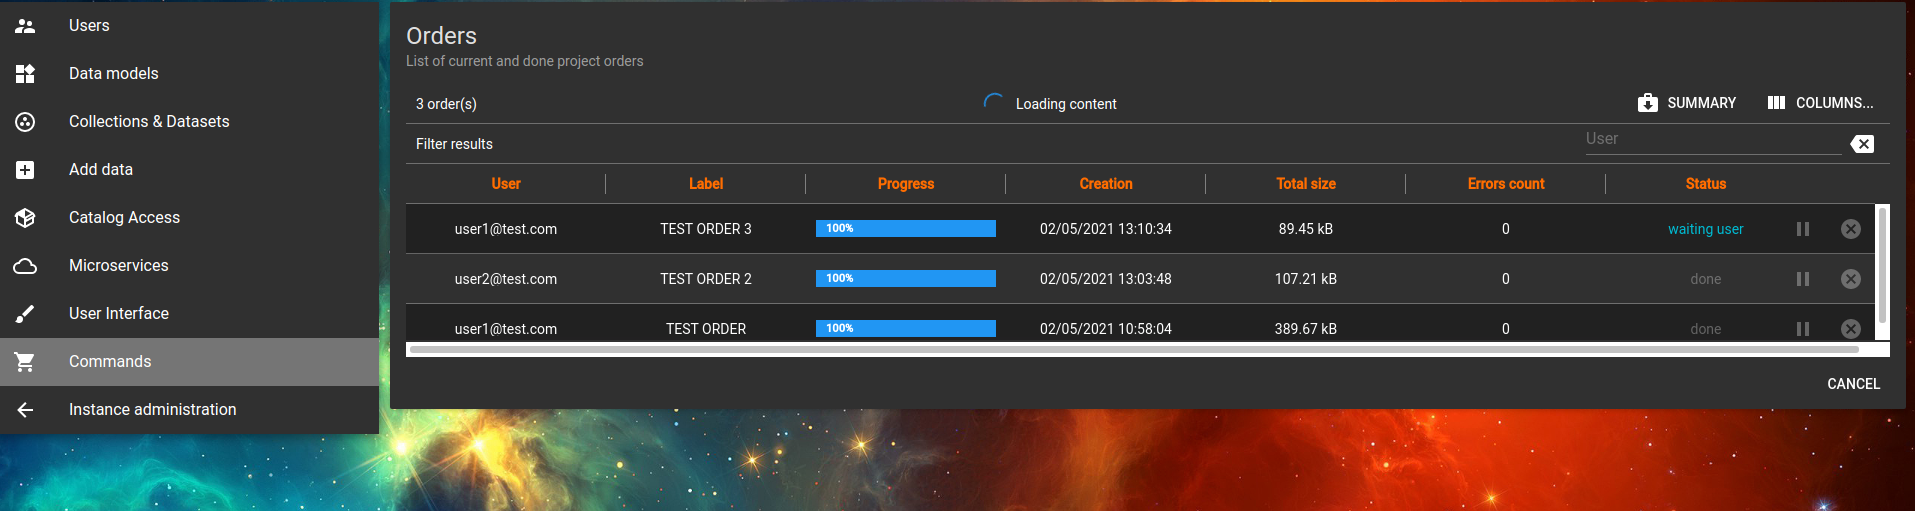 Users
Data models
Collections & Datasets
Add data
Catalog Access
Microservices
User Interface
Commands
Instance administration
Orders
List of current and done project orders
3 order(s) Loading content SUMMARY COLUMNS...
Filter results User
User Label Progress Creation Total size Errors count Status
user1@test.com TEST ORDER 3 100% 02/05/2021 13:10:34 89.45 kB 0 waiting user
user2@test.com TEST ORDER 2 100% 02/05/2021 13:03:48 107.21 kB 0 done
user1@test.com TEST ORDER 100% 02/05/2021 10:58:04 389.67 kB 0 done
CANCEL